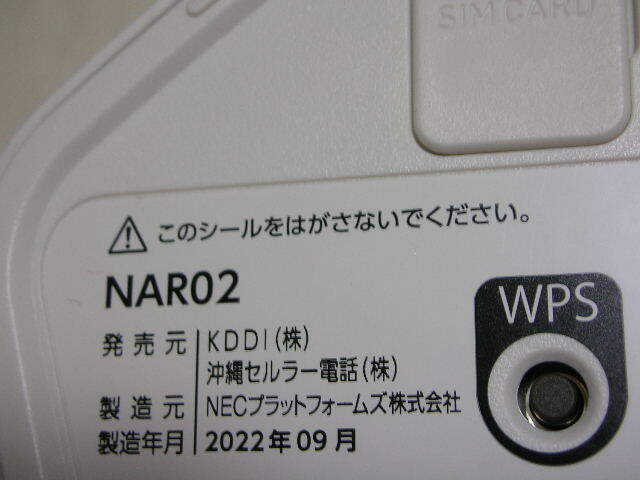 SIM CARD
⚠ このシールをはがさないでください。
NAR02
WPS
発売元 KDDI(株)
沖縄セルラー電話(株)
製造元 NECプラットフォームズ株式会社
製造年月 2022年09月